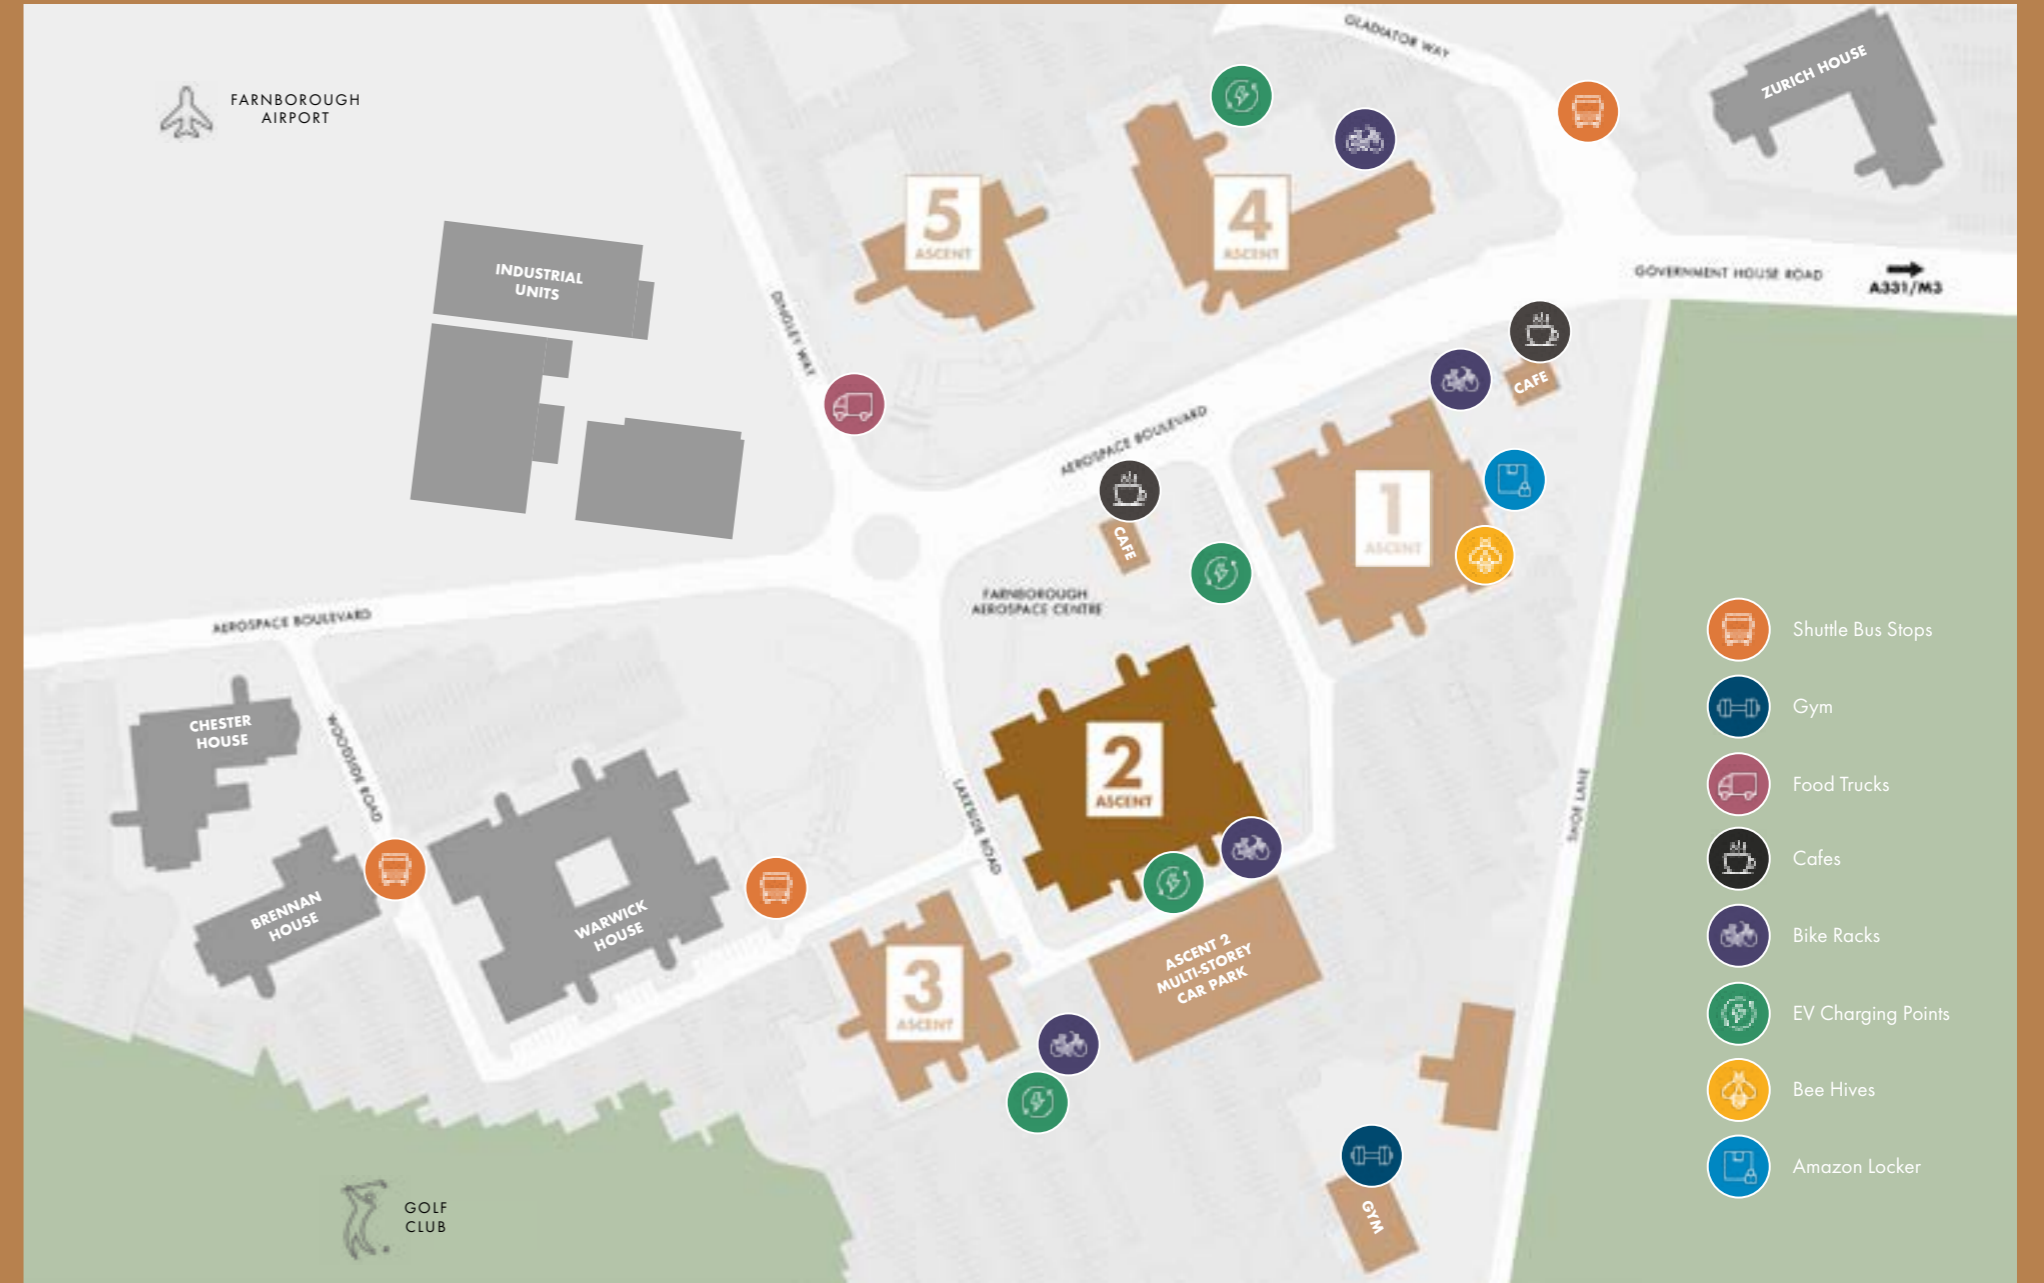 GLADIATOR WAY
ZURICH HOUSE
FARNBOROUGH
AIRPORT
5
ASCENT
4
ASCENT
INDUSTRIAL
UNITS
GOVERNMENT HOUSE ROAD
A331/M3
DINGLEY WAY
CAFE
AEROSPACE BOULEVARD
1
ASCENT
CAFE
FARNBOROUGH
AEROSPACE CENTRE
AEROSPACE BOULEVARD
Shuttle Bus Stops
Gym
Food Trucks
Cafes
Bike Racks
EV Charging Points
Bee Hives
Amazon Locker
CHESTER
HOUSE
WOODSIDE ROAD
2
ASCENT
LAKESIDE ROAD
SHOE LANE
BRENNAN
HOUSE
WARWICK
HOUSE
3
ASCENT
ASCENT 2
MULTI-STOREY
CAR PARK
GYM
GOLF
CLUB